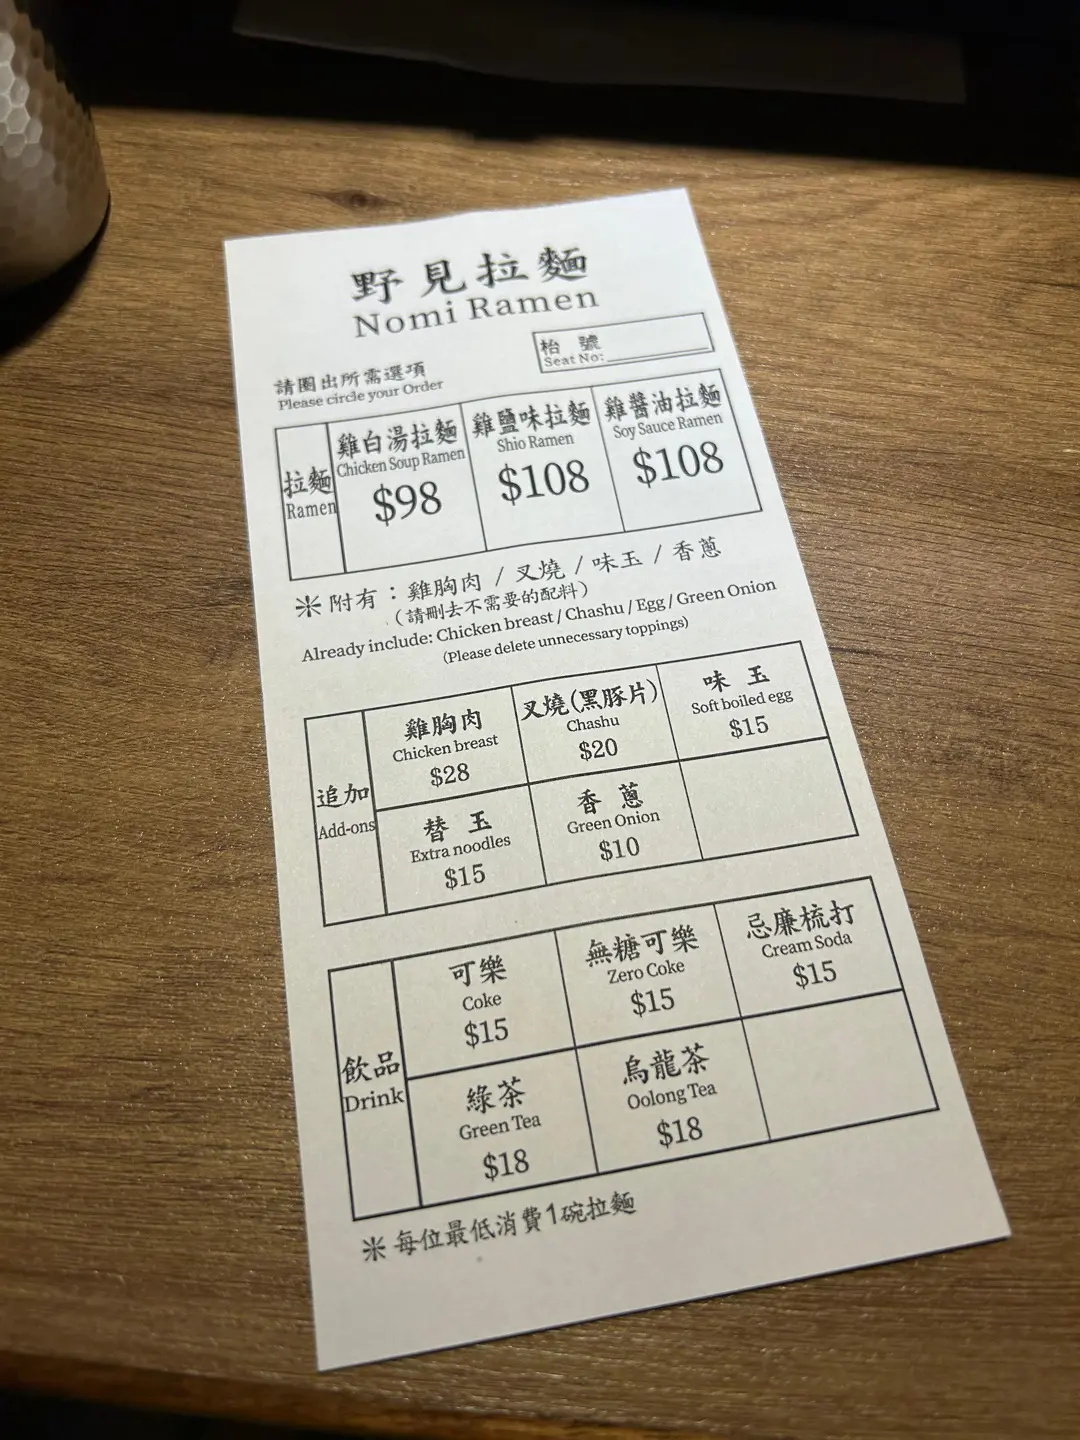 野見拉麵
Nomi Ramen
枱號
Seat No:
請圈出所需選項
Please circle your Order
拉麵
Ramen
雞白湯拉麵
Chicken Soup Ramen
$98
雞鹽味拉麵
Shio Ramen
$108
雞醬油拉麵
Soy Sauce Ramen
$108
＊附有：雞胸肉 / 叉燒 / 味玉 / 香蔥
（請刪去不需要的配料）
Already include: Chicken breast / Chashu / Egg / Green Onion
(Please delete unnecessary toppings)
追加
Add-ons
雞胸肉
Chicken breast
$28
叉燒(黑豚片)
Chashu
$20
味玉
Soft boiled egg
$15
替玉
Extra noodles
$15
香蔥
Green Onion
$10
飲品
Drink
可樂
Coke
$15
無糖可樂
Zero Coke
$15
忌廉梳打
Cream Soda
$15
綠茶
Green Tea
$18
烏龍茶
Oolong Tea
$18
＊每位最低消費1碗拉麵